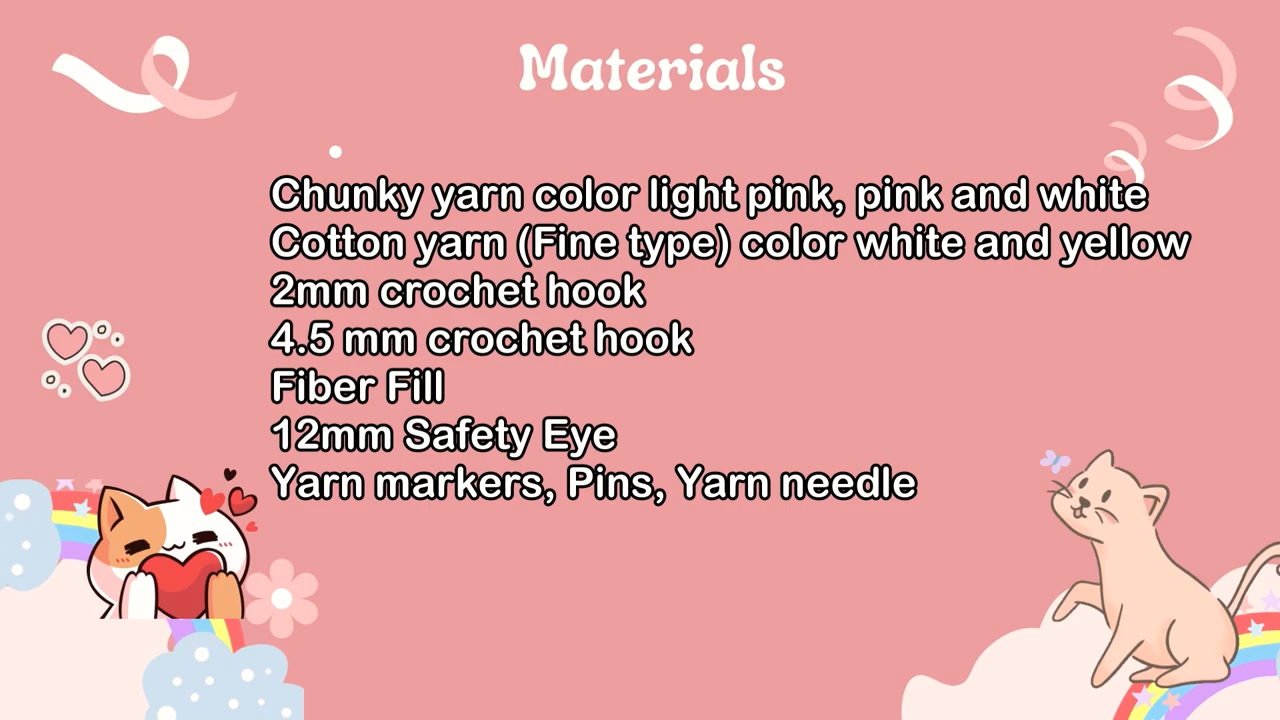 Materials
Chunky yarn color light pink, pink and white
Cotton yarn (Fine type) color white and yellow
2mm crochet hook
4.5 mm crochet hook
Fiber Fill
12mm Safety Eye
Yarn markers, Pins, Yarn needle